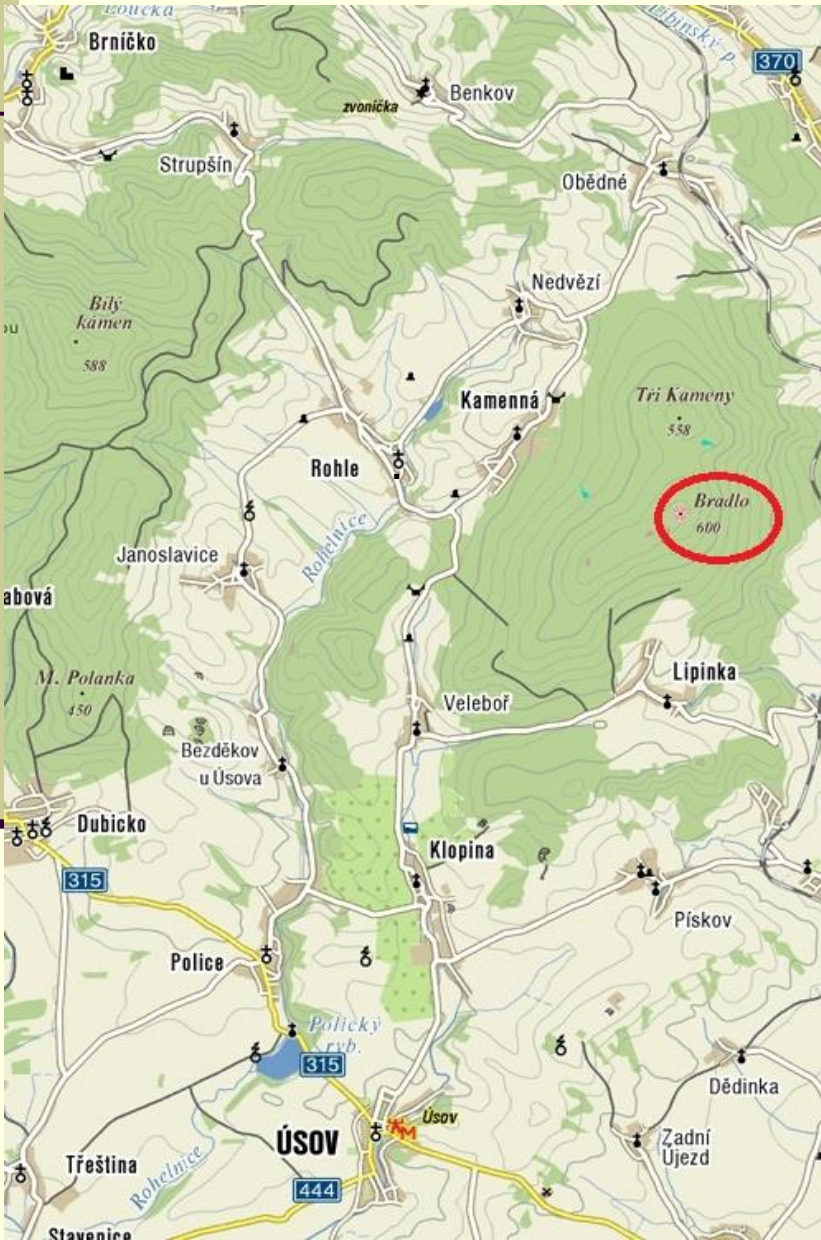 Loučka
Brníčko
Libinský p.
370
zvonička
Benkov
Strupšín
Obědné
Nedvězí
Bílý
kámen
588
Kamenná
Tři Kameny
558
Rohle
Bradlo
600
Rohelnice
Janoslavice
abová
M. Polanka
450
Lipinka
Veleboř
Bezděkov
u Úsova
Dubicko
Klopina
315
Pískov
Police
Polický
ryb.
315
Dědinka
Úsov
M
ÚSOV
Zadní
Újezd
Třeština
Rohelnice
444
Stavenice